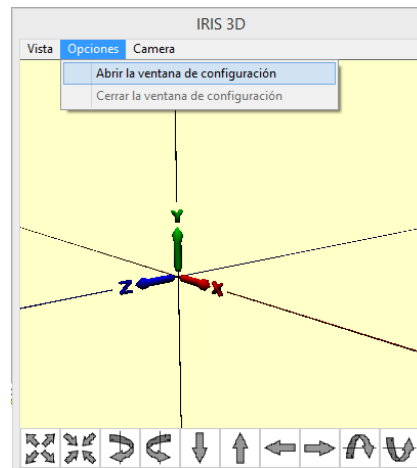 IRIS 3D
Vista Opciones Camera
Abrir la ventana de configuración
Cerrar la ventana de configuración
Y
Z X